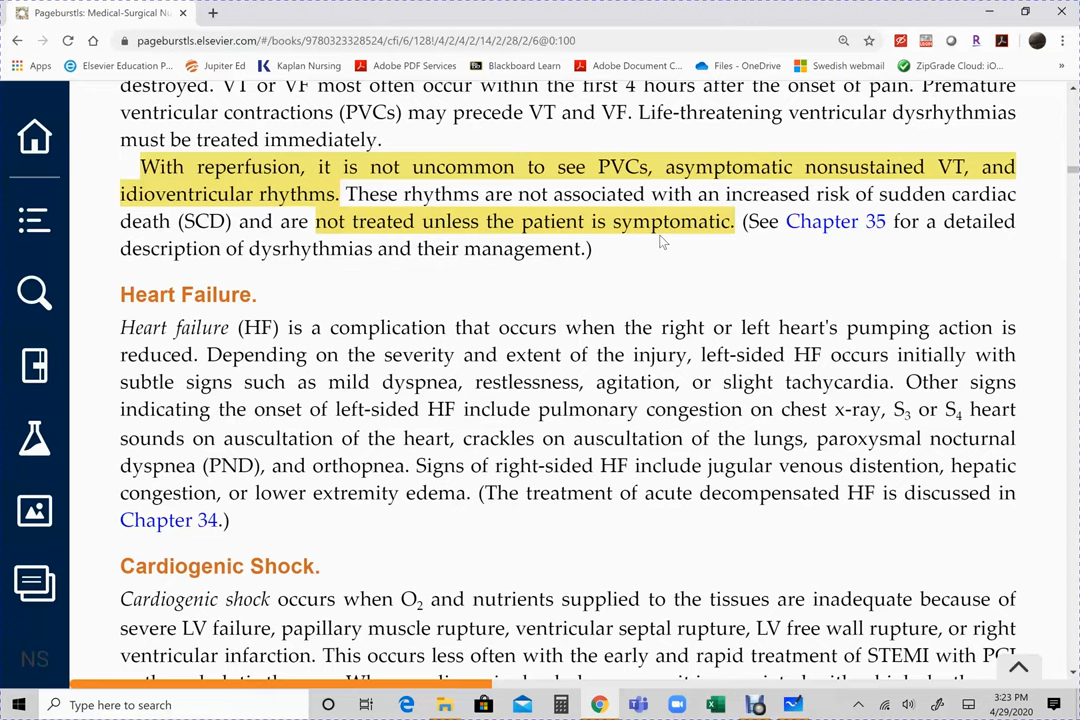 Pageburstls: Medical-Surgical Nu
pageburstls.elsevier.com/#/books/9780323328524/cfi/6/128!/4/2/4/2/14/2/28/2/6@0:100
Apps Elsevier Education P... Jupiter Ed Kaplan Nursing Adobe PDF Services Blackboard Learn Adobe Document C... Files - OneDrive Swedish webmail ZipGrade Cloud: iO...
destroyed. VT or VF most often occur within the first 4 hours after the onset of pain. Premature
ventricular contractions (PVCs) may precede VT and VF. Life-threatening ventricular dysrhythmias
must be treated immediately.
With reperfusion, it is not uncommon to see PVCs, asymptomatic nonsustained VT, and
idioventricular rhythms. These rhythms are not associated with an increased risk of sudden cardiac
death (SCD) and are not treated unless the patient is symptomatic. (See Chapter 35 for a detailed
description of dysrhythmias and their management.)
Heart Failure.
Heart failure (HF) is a complication that occurs when the right or left heart's pumping action is
reduced. Depending on the severity and extent of the injury, left-sided HF occurs initially with
subtle signs such as mild dyspnea, restlessness, agitation, or slight tachycardia. Other signs
indicating the onset of left-sided HF include pulmonary congestion on chest x-ray, S3 or S4 heart
sounds on auscultation of the heart, crackles on auscultation of the lungs, paroxysmal nocturnal
dyspnea (PND), and orthopnea. Signs of right-sided HF include jugular venous distention, hepatic
congestion, or lower extremity edema. (The treatment of acute decompensated HF is discussed in
Chapter 34.)
Cardiogenic Shock.
Cardiogenic shock occurs when O2 and nutrients supplied to the tissues are inadequate because of
severe LV failure, papillary muscle rupture, ventricular septal rupture, LV free wall rupture, or right
ventricular infarction. This occurs less often with the early and rapid treatment of STEMI with PCI
NS
Type here to search
3:23 PM
4/29/2020